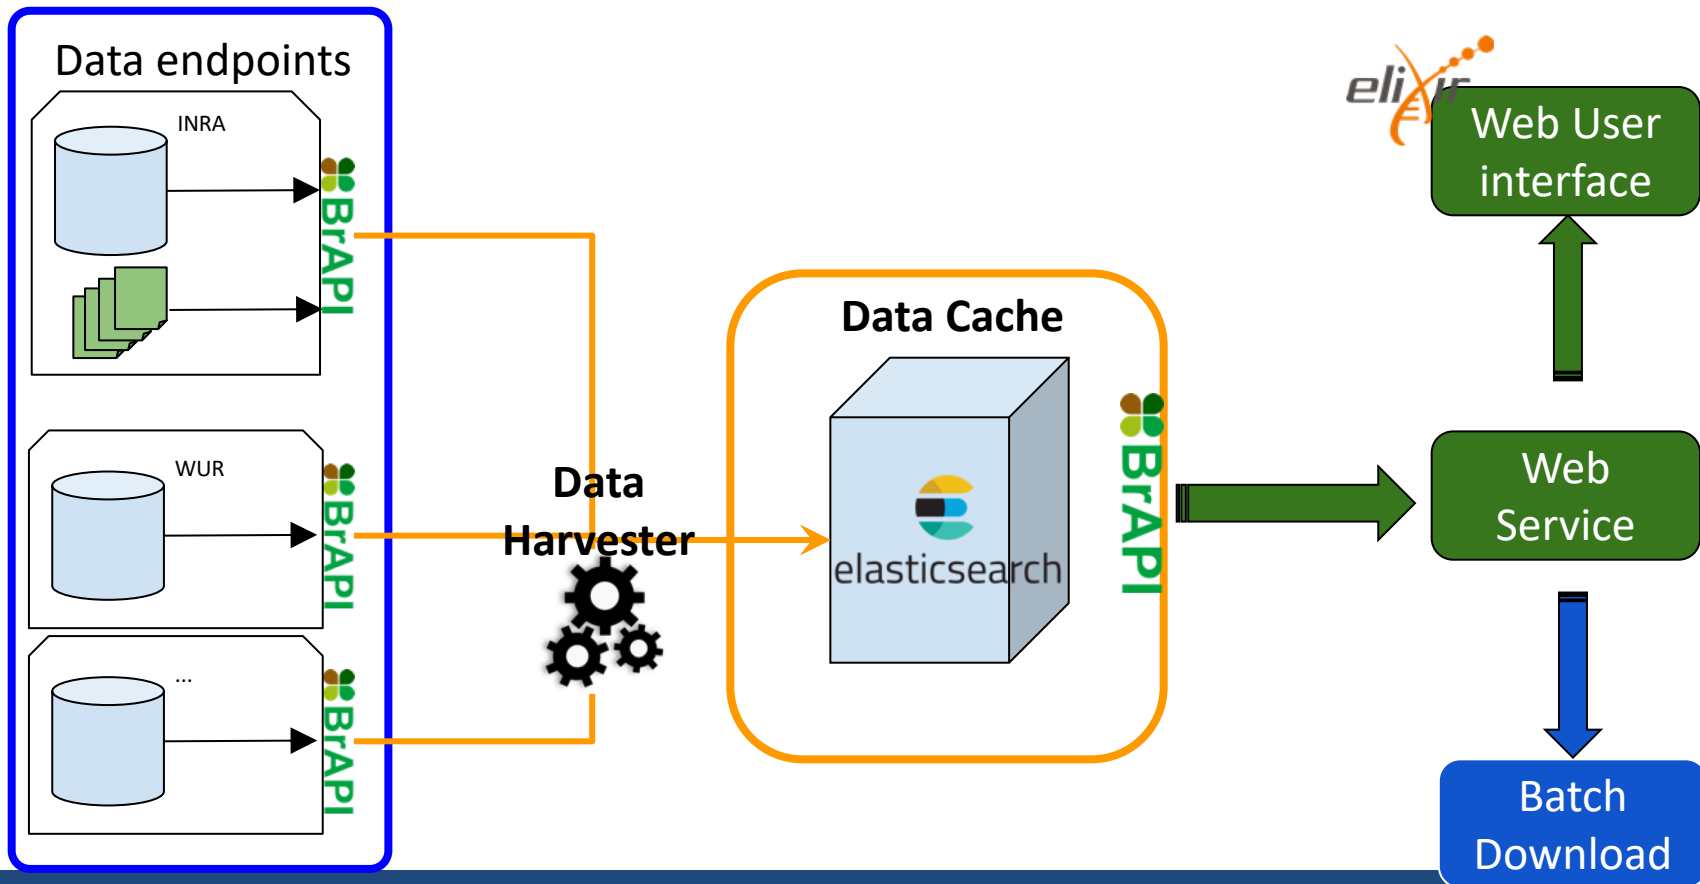 Data endpoints
INRA
BrAPI
WUR
BrAPI
...
BrAPI
Data
Harvester
Data Cache
elasticsearch
BrAPI
elixir
Web User
interface
Web
Service
Batch
Download